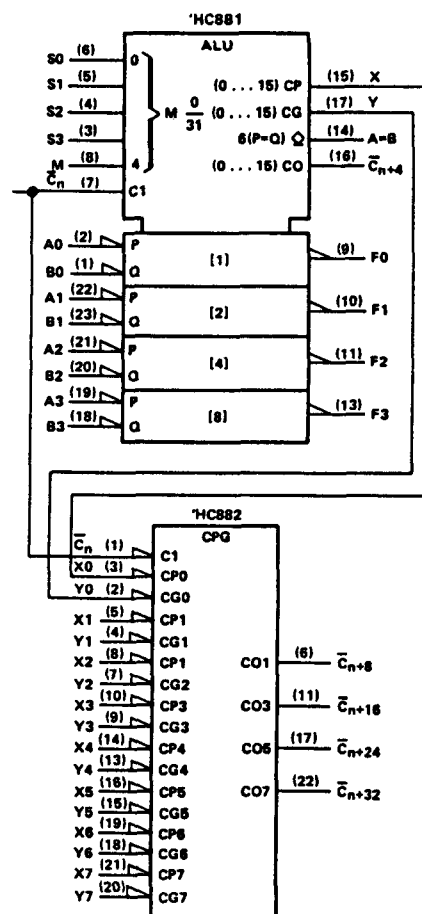 'HC881
ALU
S0 (6) 0 (0 ... 15) CP (15) X
S1 (5) (17) Y
S2 (4) M 0/31 (0 ... 15) CG
S3 (3) 6(P=Q) (14) A=B
M (8) 4 (0 ... 15) CO (16) C̅n+4
C̅n (7) C1
A0 (2) P [1] (9) F0
B0 (1) Q
A1 (22) P [2] (10) F1
B1 (23) Q
A2 (21) P [4] (11) F2
B2 (20) Q
A3 (19) P [8] (13) F3
B3 (18) Q
'HC882
CPG
C̅n (1) C1
X0 (3) CP0
Y0 (2) CG0
X1 (5) CP1
Y1 (4) CG1
X2 (8) CP1
Y2 (7) CG2 CO1 (6) C̅n+8
X3 (10) CP3
Y3 (9) CG3 CO3 (11) C̅n+16
X4 (14) CP4
Y4 (13) CG4 CO5 (17) C̅n+24
X5 (16) CP5
Y5 (15) CG5 CO7 (22) C̅n+32
X6 (19) CP6
Y6 (18) CG6
X7 (21) CP7
Y7 (20) CG7